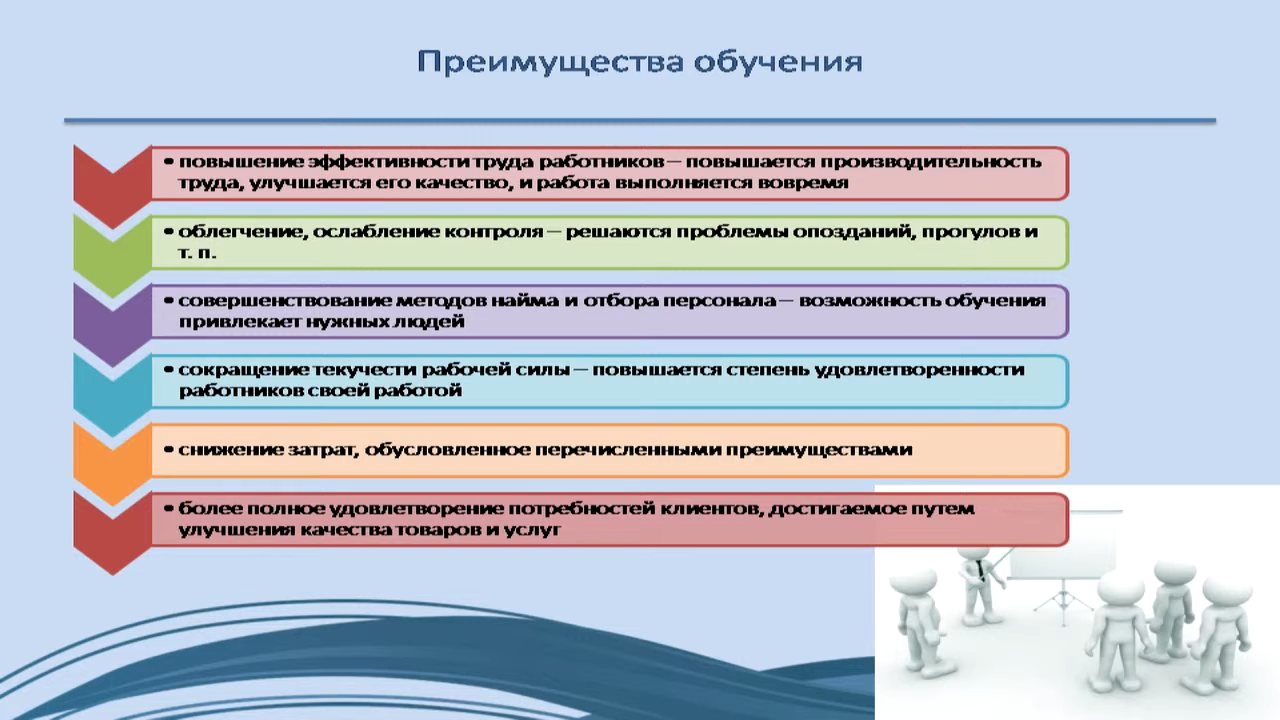 Преимущества обучения
• повышение эффективности труда работников – повышается производительность
труда, улучшается его качество, и работа выполняется вовремя
• облегчение, ослабление контроля – решаются проблемы опозданий, прогулов и
т. п.
• совершенствование методов найма и отбора персонала – возможность обучения
привлекает нужных людей
• сокращение текучести рабочей силы – повышается степень удовлетворенности
работников своей работой
• снижение затрат, обусловленное перечисленными преимуществами
• более полное удовлетворение потребностей клиентов, достигаемое путем
улучшения качества товаров и услуг